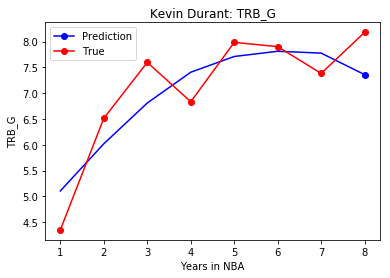 Kevin Durant: TRB_G
Prediction
True
8.0
7.5
7.0
6.5
6.0
5.5
5.0
4.5
TRB_G
1 2 3 4 5 6 7 8
Years in NBA